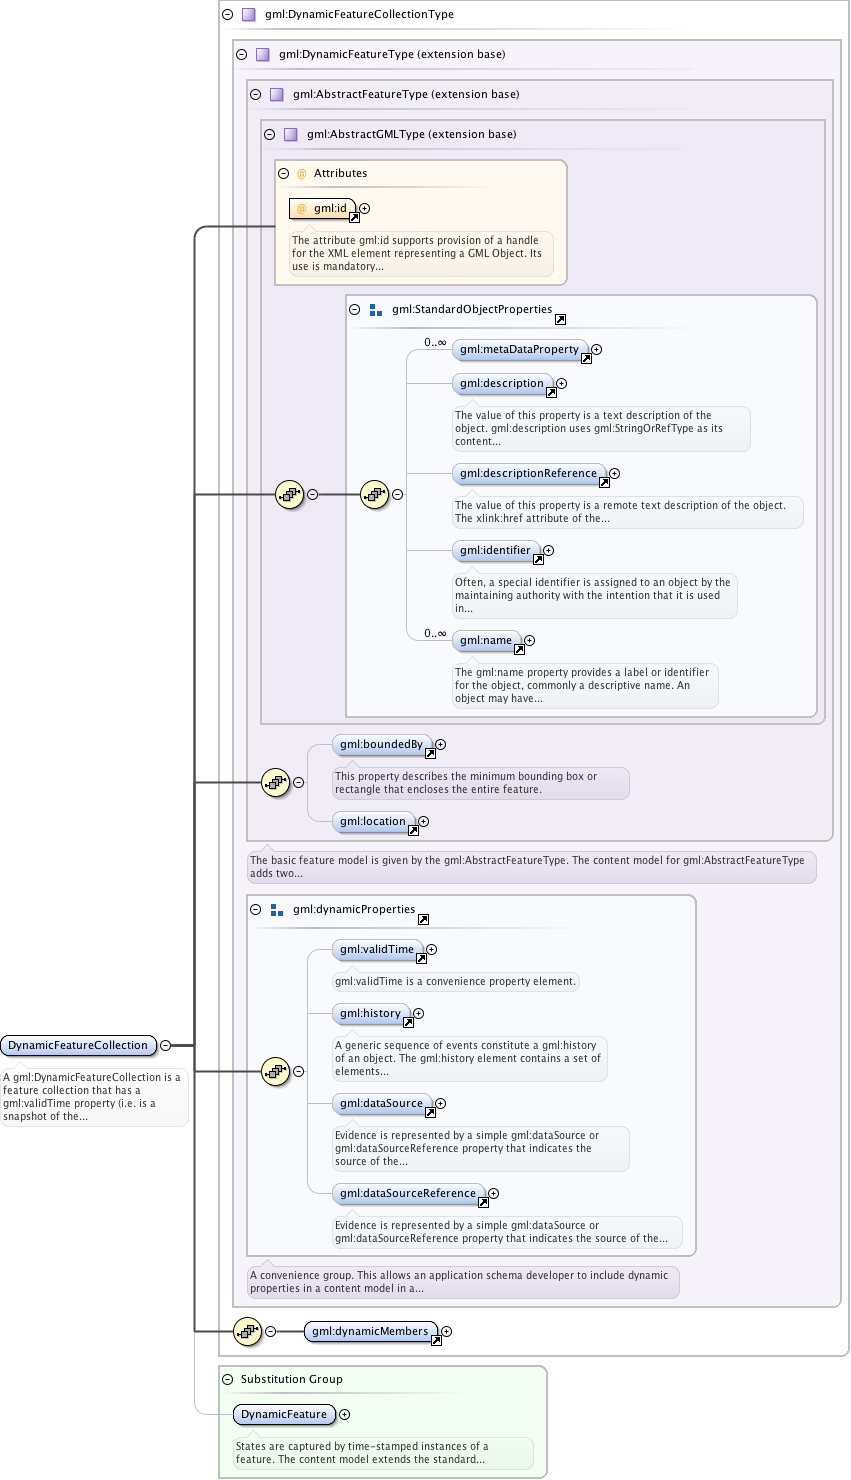 gml:DynamicFeatureCollectionType
gml:DynamicFeatureType (extension base)
gml:AbstractFeatureType (extension base)
gml:AbstractGMLType (extension base)
@ Attributes
@ gml:id
The attribute gml:id supports provision of a handle
for the XML element representing a GML Object. Its
use is mandatory...
gml:StandardObjectProperties
0..∞
gml:metaDataProperty
gml:description
The value of this property is a text description of the
object. gml:description uses gml:StringOrRefType as its
content...
gml:descriptionReference
The value of this property is a remote text description of the object.
The xlink:href attribute of the...
gml:identifier
Often, a special identifier is assigned to an object by the
maintaining authority with the intention that it is used
in...
0..∞
gml:name
The gml:name property provides a label or identifier
for the object, commonly a descriptive name. An
object may have...
gml:boundedBy
This property describes the minimum bounding box or
rectangle that encloses the entire feature.
gml:location
The basic feature model is given by the gml:AbstractFeatureType. The content model for gml:AbstractFeatureType
adds two...
gml:dynamicProperties
gml:validTime
gml:validTime is a convenience property element.
gml:history
A generic sequence of events constitute a gml:history
of an object. The gml:history element contains a set of
elements...
gml:dataSource
Evidence is represented by a simple gml:dataSource or
gml:dataSourceReference property that indicates the
source of the...
gml:dataSourceReference
Evidence is represented by a simple gml:dataSource or
gml:dataSourceReference property that indicates the source of the...
A convenience group. This allows an application schema developer to include dynamic
properties in a content model in a...
DynamicFeatureCollection
A gml:DynamicFeatureCollection is a
feature collection that has a
gml:validTime property (i.e. is a
snapshot of the...
gml:dynamicMembers
Substitution Group
DynamicFeature
States are captured by time-stamped instances of a
feature. The content model extends the standard...